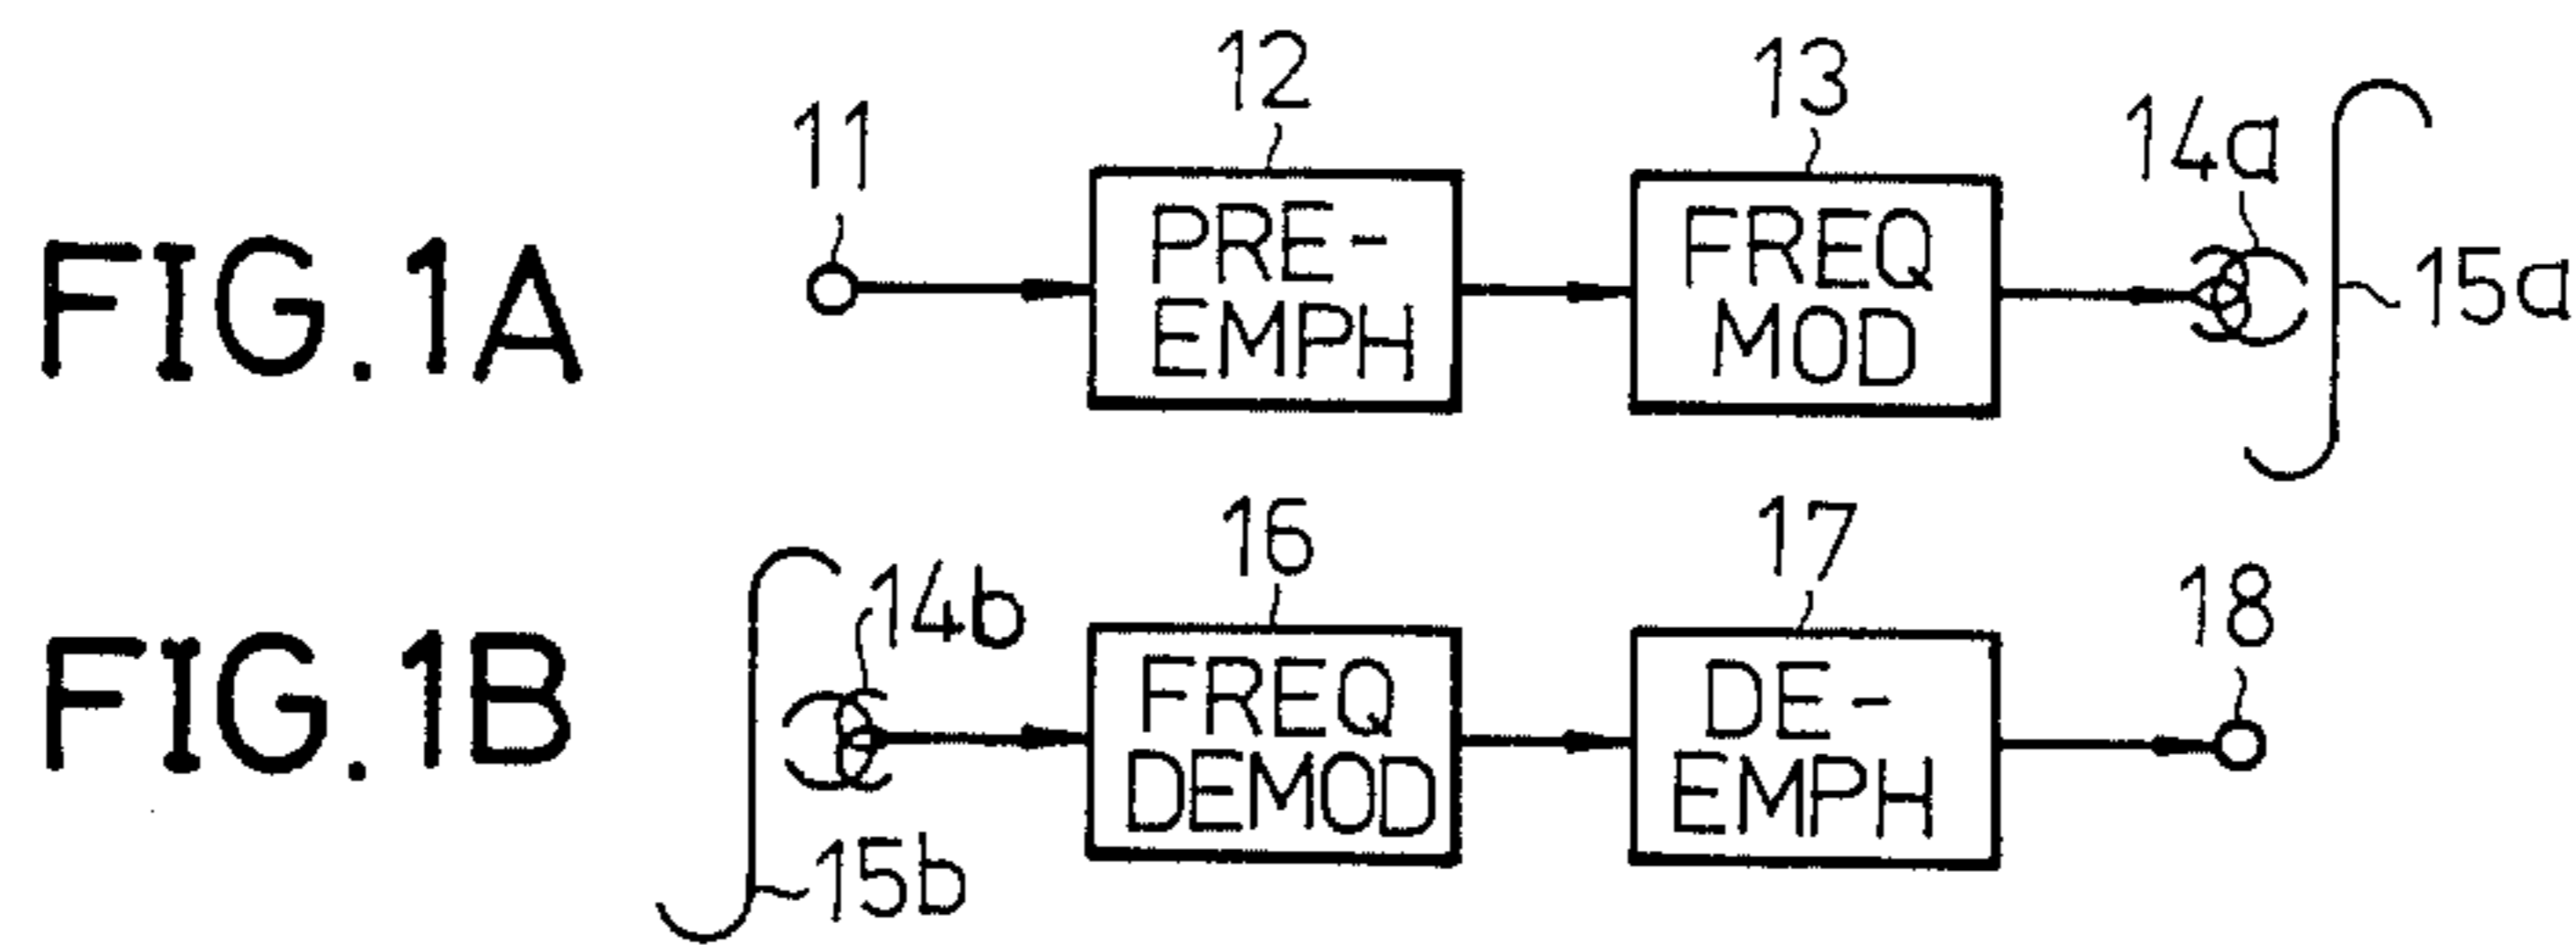 FIG.1A
11
12
PRE-
EMPH
13
FREQ
MOD
14a
15a
FIG.1B
15b
14b
16
FREQ
DEMOD
17
DE-
EMPH
18